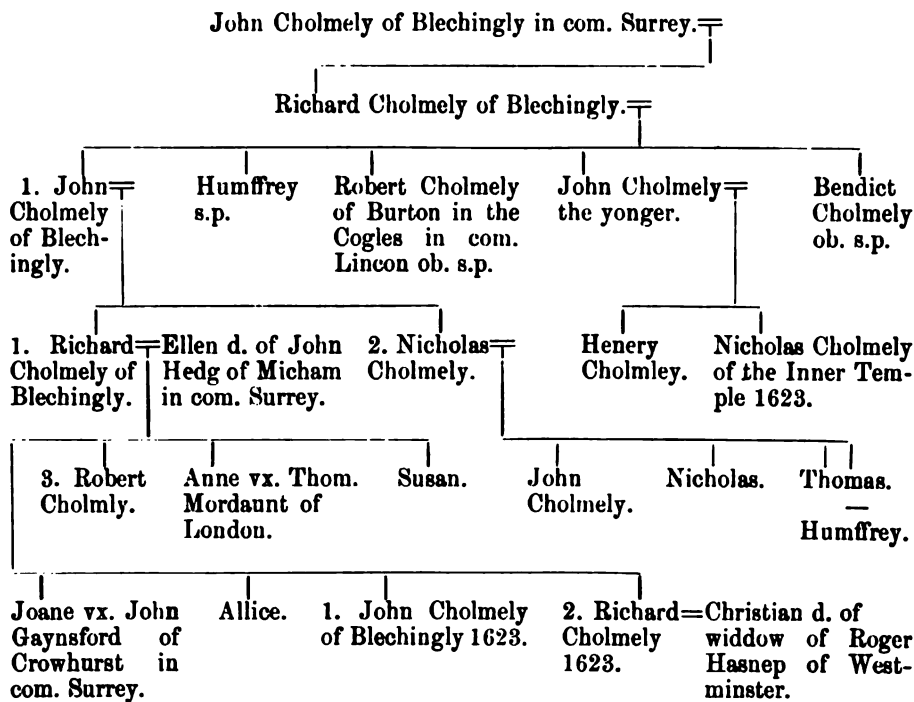 John Cholmely of Blechingly in com. Surrey.
Richard Cholmely of Blechingly.
1. John
Cholmely
of Blech-
ingly.
Humffrey
s.p.
Robert Cholmely
of Burton in the
Cogles in com.
Lincon ob. s.p.
John Cholmely
the yonger.
Bendict
Cholmely
ob. s.p.
1. Richard
Cholmely of
Blechingly.
Ellen d. of John
Hedg of Micham
in com. Surrey.
2. Nicholas
Cholmely.
Henery
Cholmley.
Nicholas Cholmely
of the Inner Tem-
ple 1623.
3. Robert
Cholmly.
Anne vx. Thom.
Mordaunt of
London.
Susan.
John
Cholmely.
Nicholas.
Thomas.
Humffrey.
Joane vx. John
Gaynsford of
Crowhurst in
com. Surrey.
Allice.
1. John Cholmely
of Blechingly 1623.
2. Richard
Cholmely
1623.
Christian d. of
widdow of Roger
Hasnep of West-
minster.